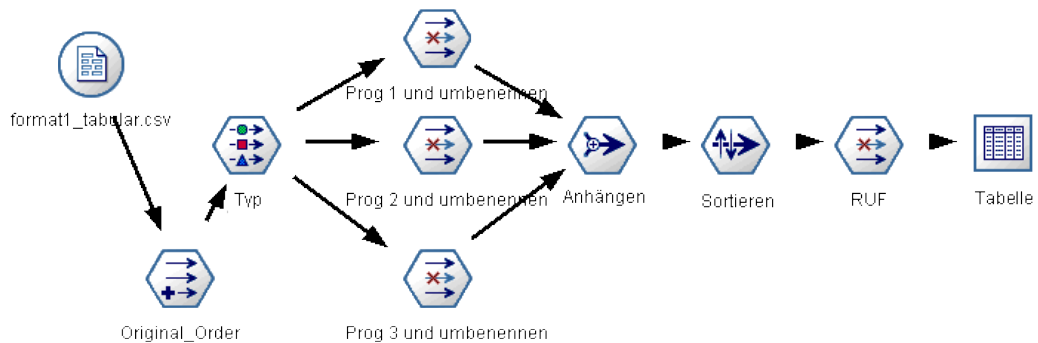 format1_tabular.csv
Original_Order
Typ
Prog 1 und umbenennen
Prog 2 und umbenennen
Prog 3 und umbenennen
Anhängen
Sortieren
RUF
Tabelle